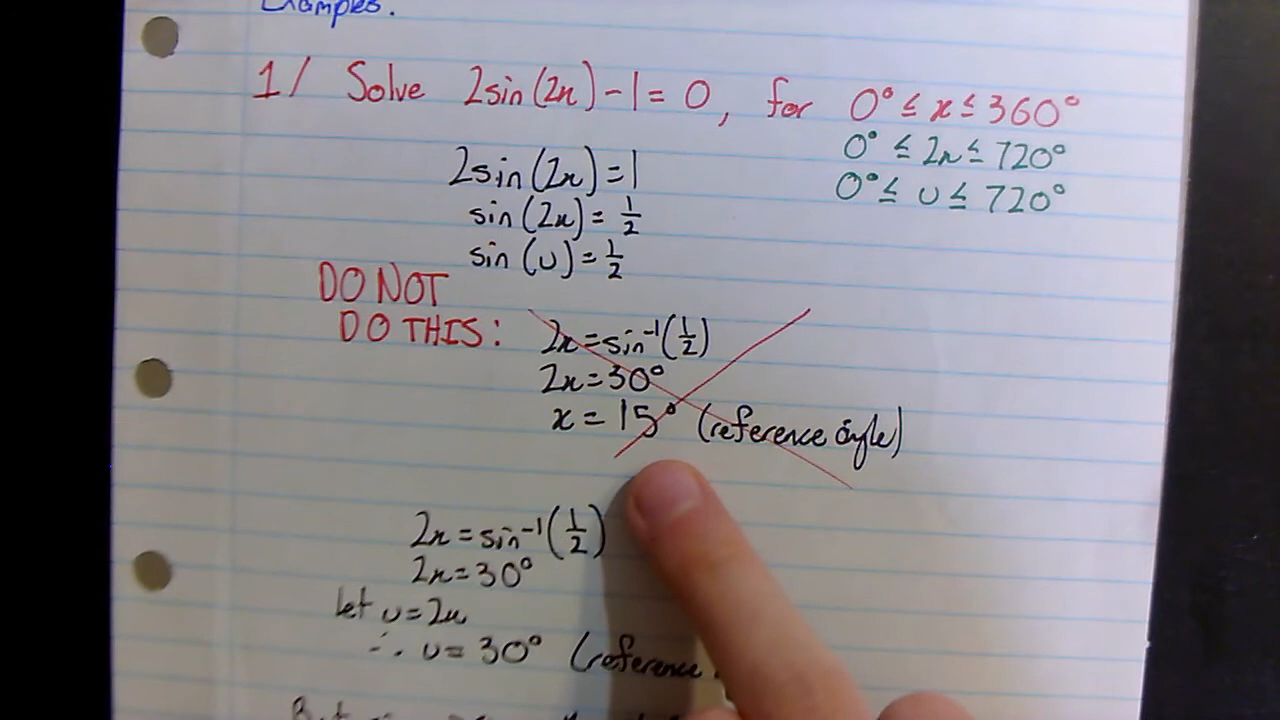 Examples.
1/ Solve 2sin(2x) - 1 = 0, for 0° ≤ x ≤ 360°
0° ≤ 2x ≤ 720°
2sin(2x) = 1
0° ≤ u ≤ 720°
sin(2x) = 1/2
sin(u) = 1/2
DO NOT
DO THIS: 2x = sin⁻¹(1/2)
2x = 30°
x = 15° (reference angle)
2x = sin⁻¹(1/2)
2x = 30°
let u = 2x
∴ u = 30° (reference
But